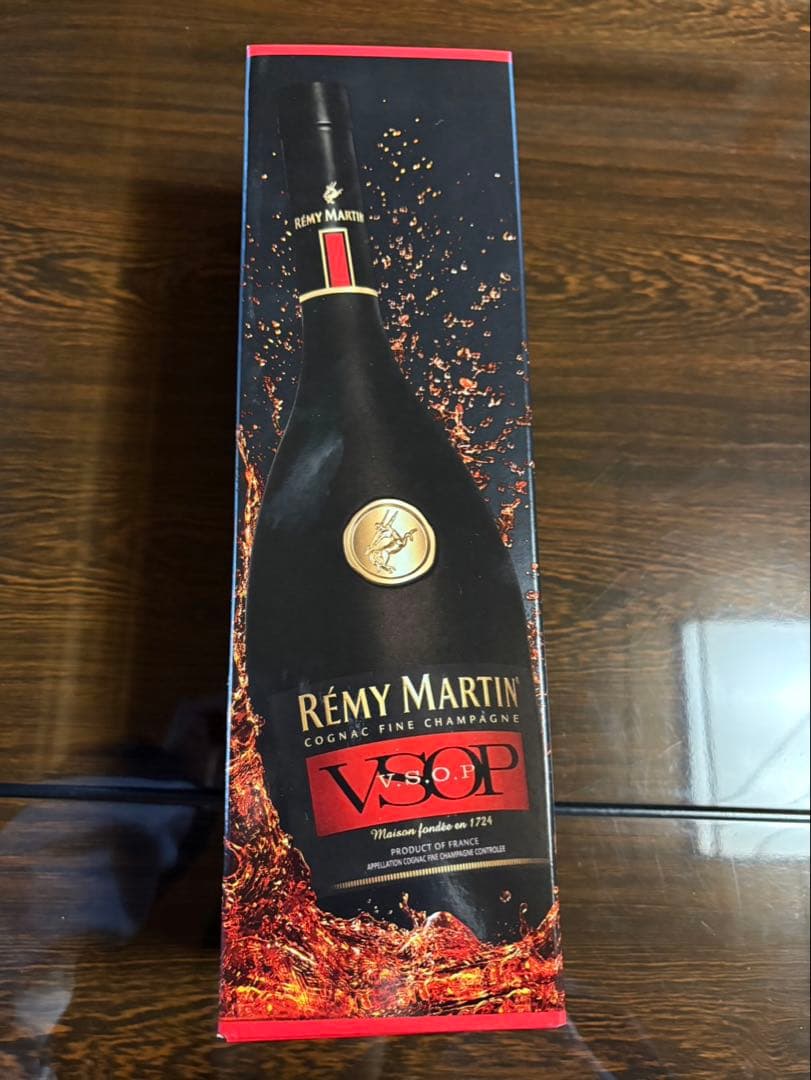 RÉMY MARTIN
RÉMY MARTIN®
COGNAC FINE CHAMPAGNE
VSOP
V.S.O.P
Maison fondée en 1724
PRODUCT OF FRANCE
APPELLATION COGNAC FINE CHAMPAGNE CONTROLÉE